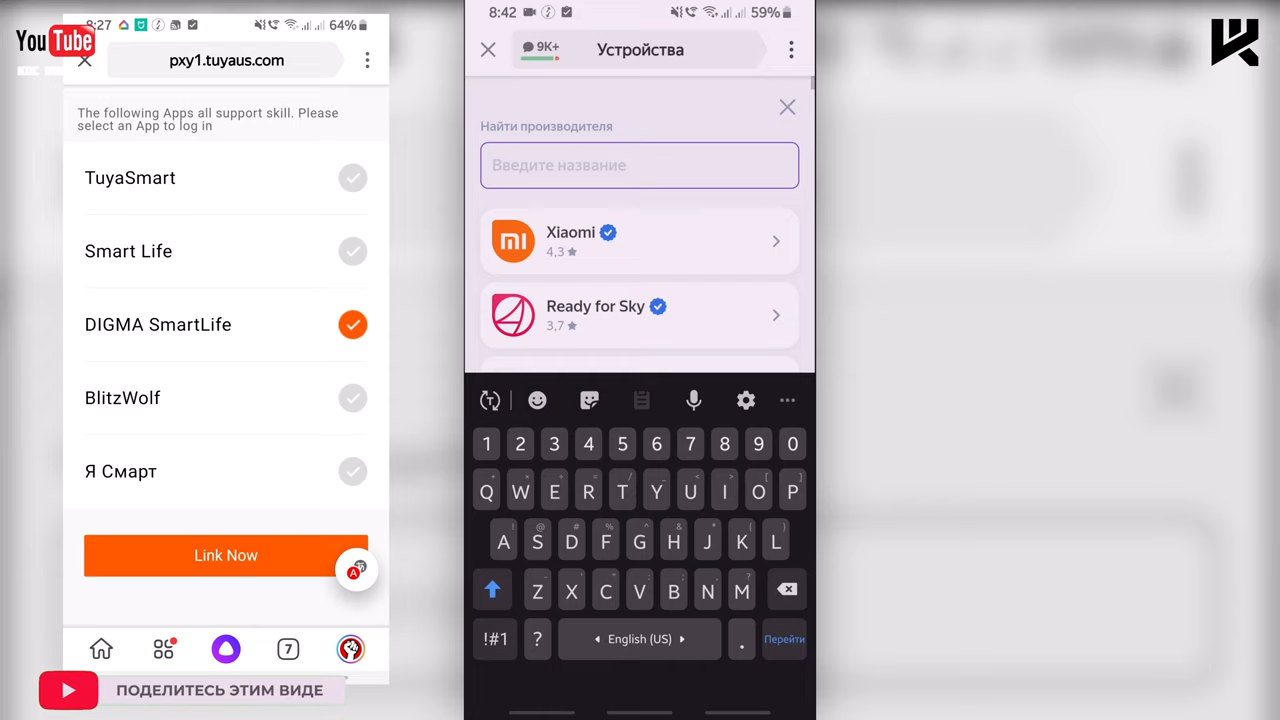 YouTube
8:27
64%
pxy1.tuyaus.com
The following Apps all support skill. Please
select an App to log in
TuyaSmart
Smart Life
DIGMA SmartLife
BlitzWolf
Я Смарт
Link Now
7
ПОДЕЛИТЕСЬ ЭТИМ ВИДЕ
8:42
59%
9K+
Устройства
Найти производителя
Введите название
Xiaomi
4,3
Ready for Sky
3,7
1 2 3 4 5 6 7 8 9 0
Q W E R T Y U I O P
A S D F G H J K L
Z X C V B N M
!#1 ? English (US) . Перейти